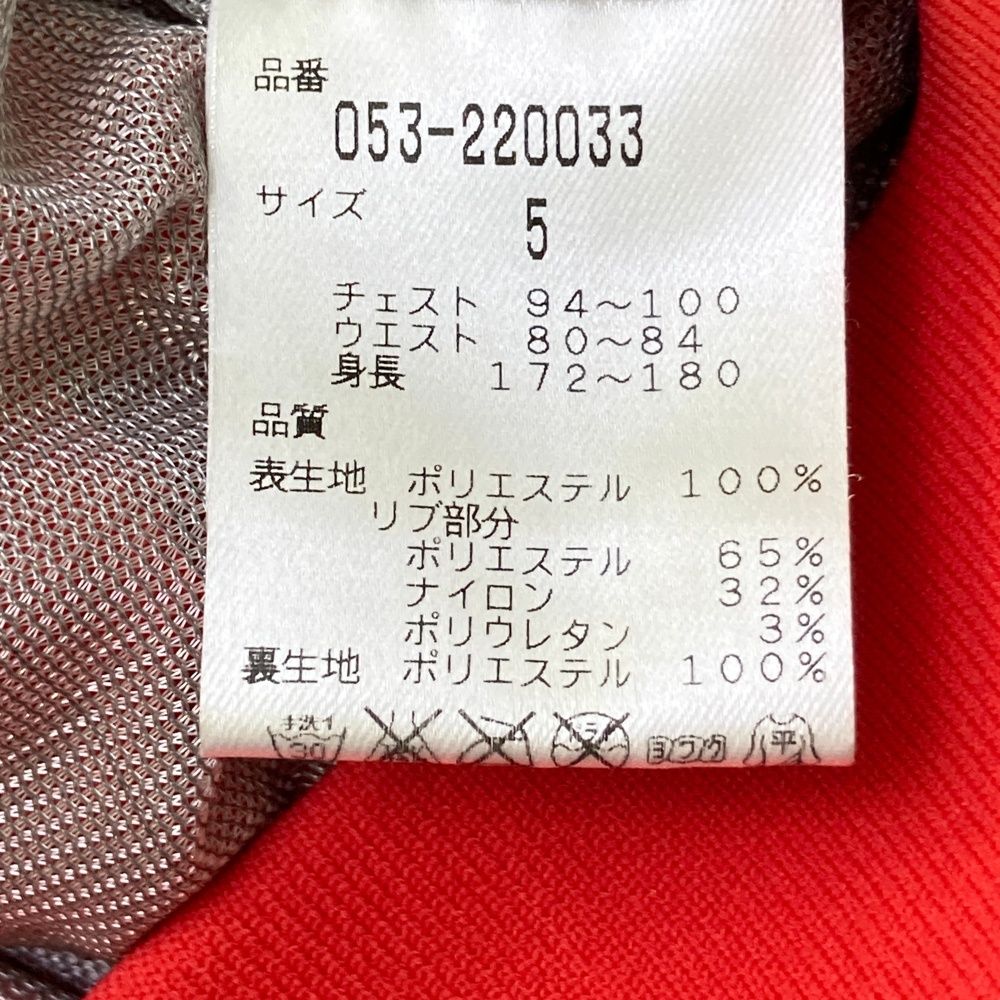 品番
053-220033
サイズ
5
チェスト 94～100
ウエスト 80～84
身長 172～180
品質
表生地 ポリエステル 100%
リブ部分
ポリエステル 65%
ナイロン 32%
ポリウレタン 3%
裏生地 ポリエステル 100%
手洗イ 30 平